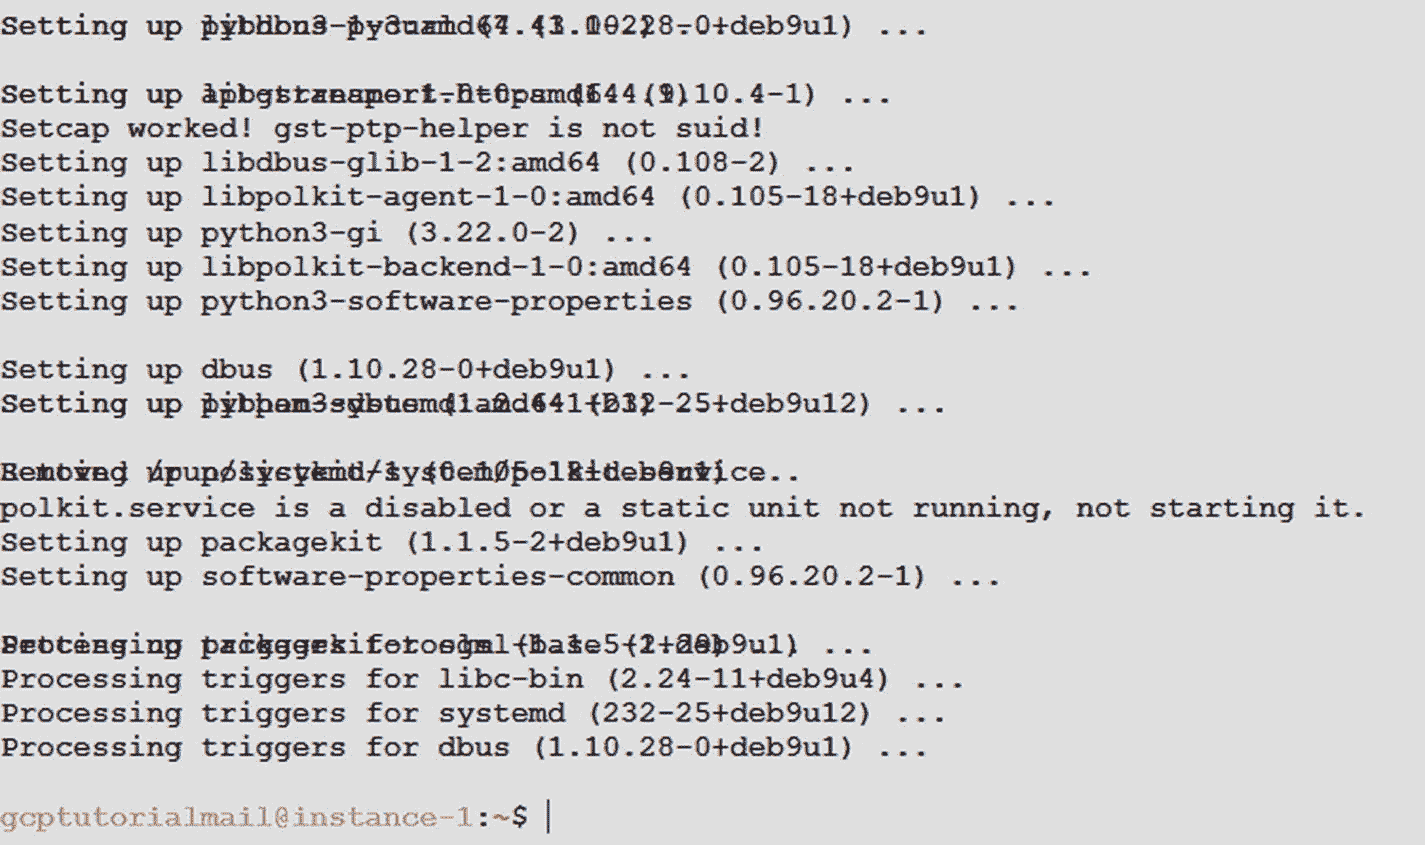 Setting up
Setting up
Setcap worked! gst-ptp-helper is not suid!
Setting up libdbus-glib-1-2:amd64 (0.108-2) ...
Setting up libpolkit-agent-1-0:amd64 (0.105-18+deb9u1) ...
Setting up python3-gi (3.22.0-2) ...
Setting up libpolkit-backend-1-0:amd64 (0.105-18+deb9u1) ...
Setting up python3-software-properties (0.96.20.2-1) ...
Setting up dbus (1.10.28-0+deb9u1) ...
Setting up
polkit.service is a disabled or a static unit not running, not starting it.
Setting up packagekit (1.1.5-2+deb9u1) ...
Setting up software-properties-common (0.96.20.2-1) ...
Processing triggers for libc-bin (2.24-11+deb9u4) ...
Processing triggers for systemd (232-25+deb9u12) ...
Processing triggers for dbus (1.10.28-0+deb9u1) ...
gcptutorialmail@instance-1:~$